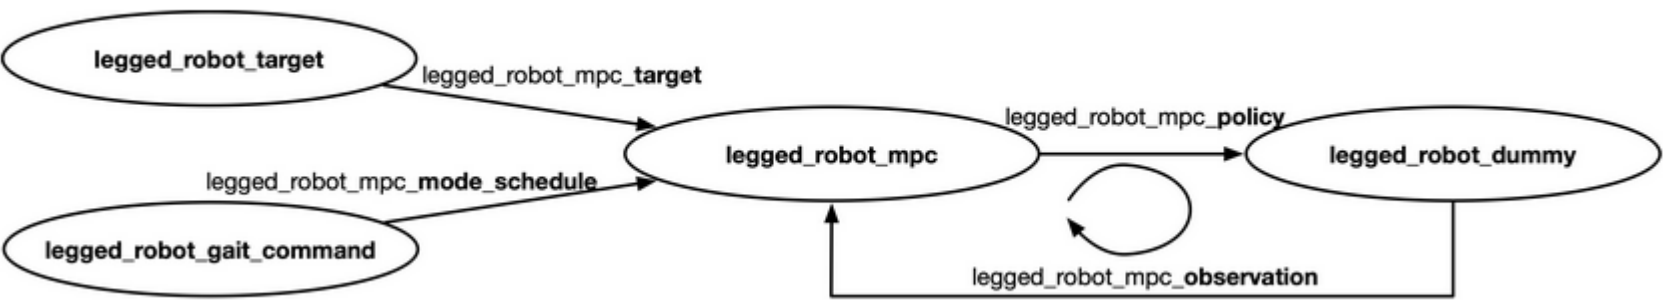 legged_robot_target
legged_robot_mpc_target
legged_robot_mpc_policy
legged_robot_mpc
legged_robot_dummy
legged_robot_mpc_mode_schedule
legged_robot_gait_command
legged_robot_mpc_observation